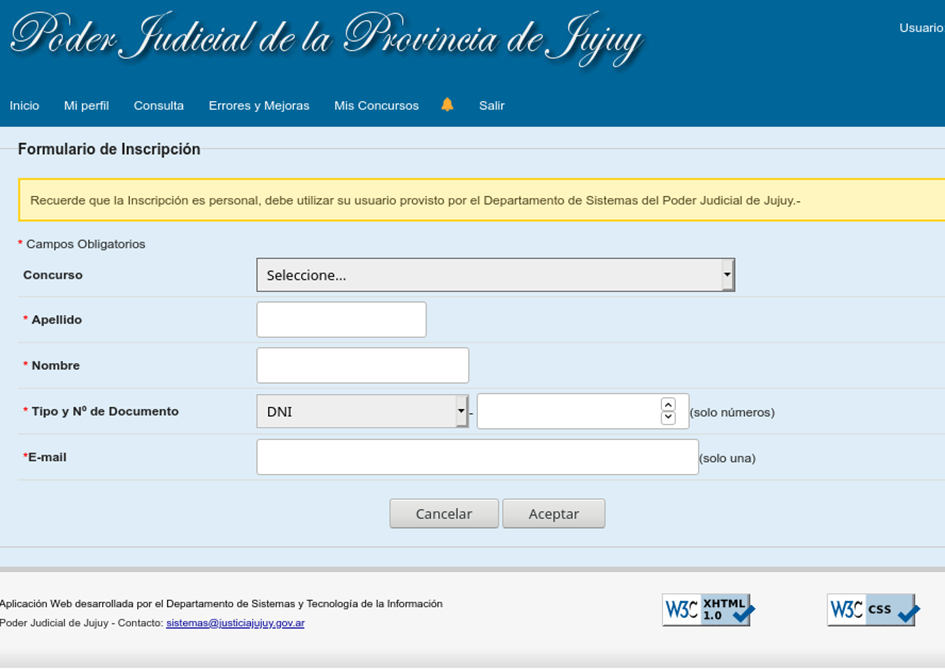 Poder Judicial de la Provincia de Jujuy
Usuario
Inicio Mi perfil Consulta Errores y Mejoras Mis Concursos Salir
Formulario de Inscripción
Recuerde que la Inscripción es personal, debe utilizar su usuario provisto por el Departamento de Sistemas del Poder Judicial de Jujuy.-
* Campos Obligatorios
Concurso Seleccione...
* Apellido
* Nombre
* Tipo y Nº de Documento DNI - (solo números)
*E-mail (solo una)
Cancelar Aceptar
Aplicación Web desarrollada por el Departamento de Sistemas y Tecnología de la Información
Poder Judicial de Jujuy - Contacto: sistemas@justiciajujuy.gov.ar
W3C XHTML 1.0
W3C CSS